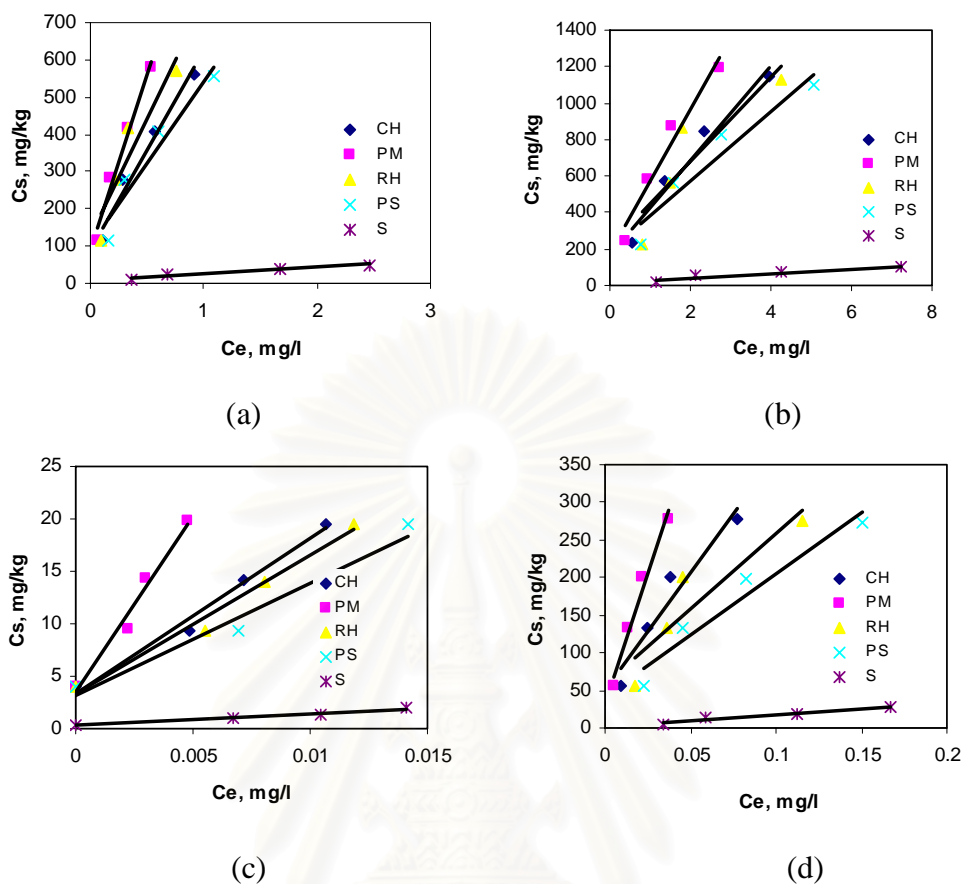 700
600
500
400
300
200
100
0
Cs, mg/kg
0 1 2 3
Ce, mg/l
CH
PM
RH
PS
S
(a)
1400
1200
1000
800
600
400
200
0
Cs, mg/kg
0 2 4 6 8
Ce, mg/l
CH
PM
RH
PS
S
(b)
25
20
15
10
5
0
Cs, mg/kg
0 0.005 0.01 0.015
Ce, mg/l
CH
PM
RH
PS
S
(c)
350
300
250
200
150
100
50
0
Cs, mg/kg
0 0.05 0.1 0.15 0.2
Ce, mg/l
CH
PM
RH
PS
S
(d)